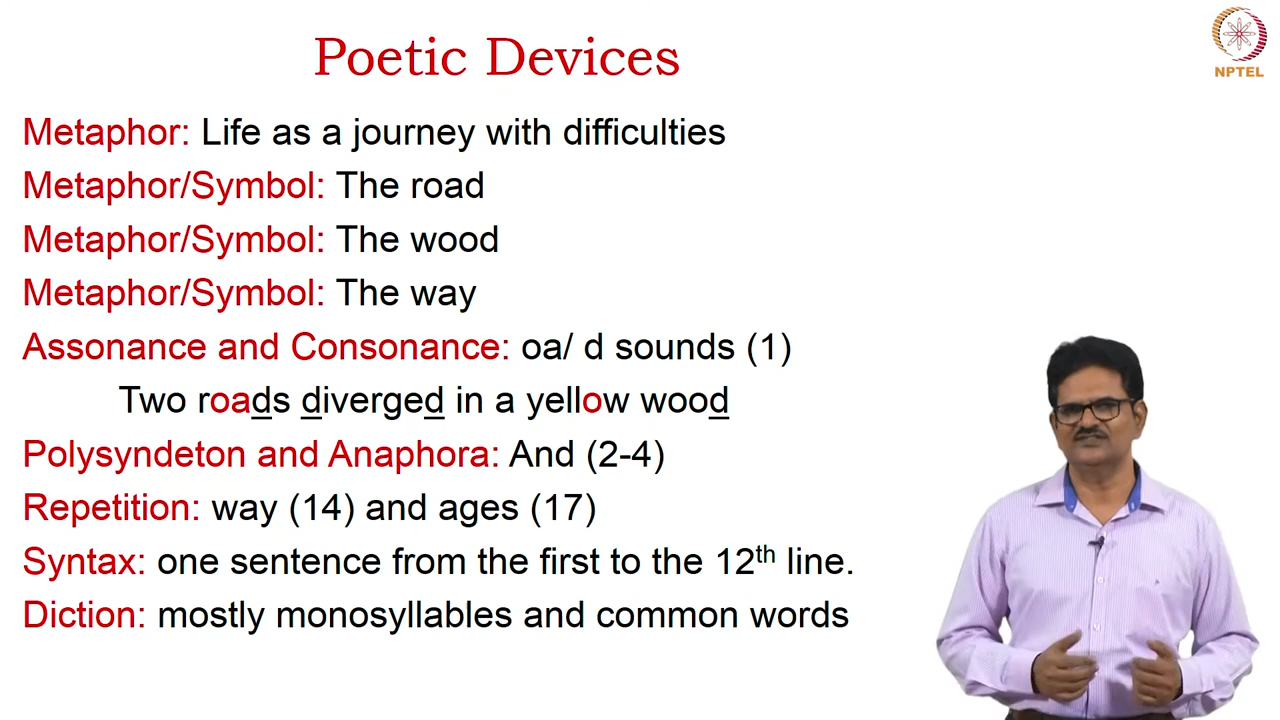 Poetic Devices
NPTEL
Metaphor: Life as a journey with difficulties
Metaphor/Symbol: The road
Metaphor/Symbol: The wood
Metaphor/Symbol: The way
Assonance and Consonance: oa/ d sounds (1)
Two roads diverged in a yellow wood
Polysyndeton and Anaphora: And (2-4)
Repetition: way (14) and ages (17)
Syntax: one sentence from the first to the 12th line.
Diction: mostly monosyllables and common words